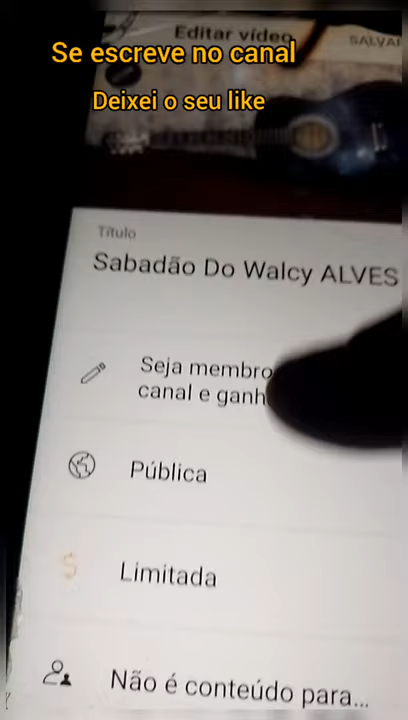 Editar vídeo
SALVAR
Se escreve no canal
Deixei o seu like
Título
Sabadão Do Walcy ALVES
Seja membro
canal e ganh
Pública
Limitada
Não é conteúdo para...